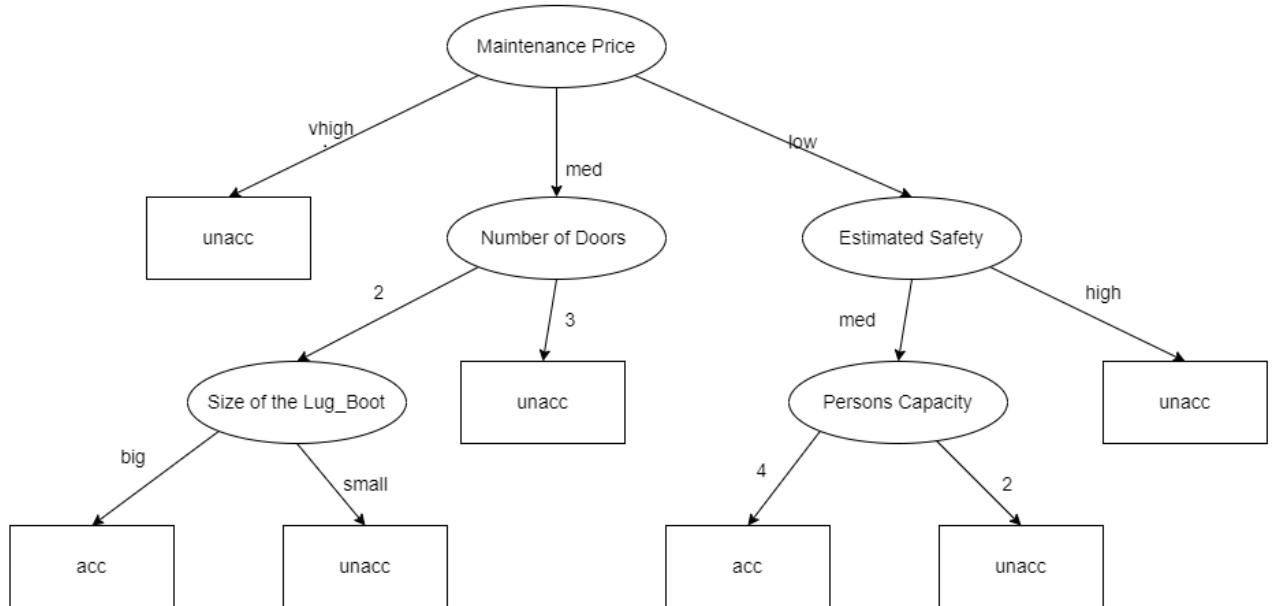 Maintenance Price
vhigh
low
med
unacc
Number of Doors
Estimated Safety
2
3
med
high
Size of the Lug_Boot
unacc
Persons Capacity
unacc
big
small
4
2
acc
unacc
acc
unacc